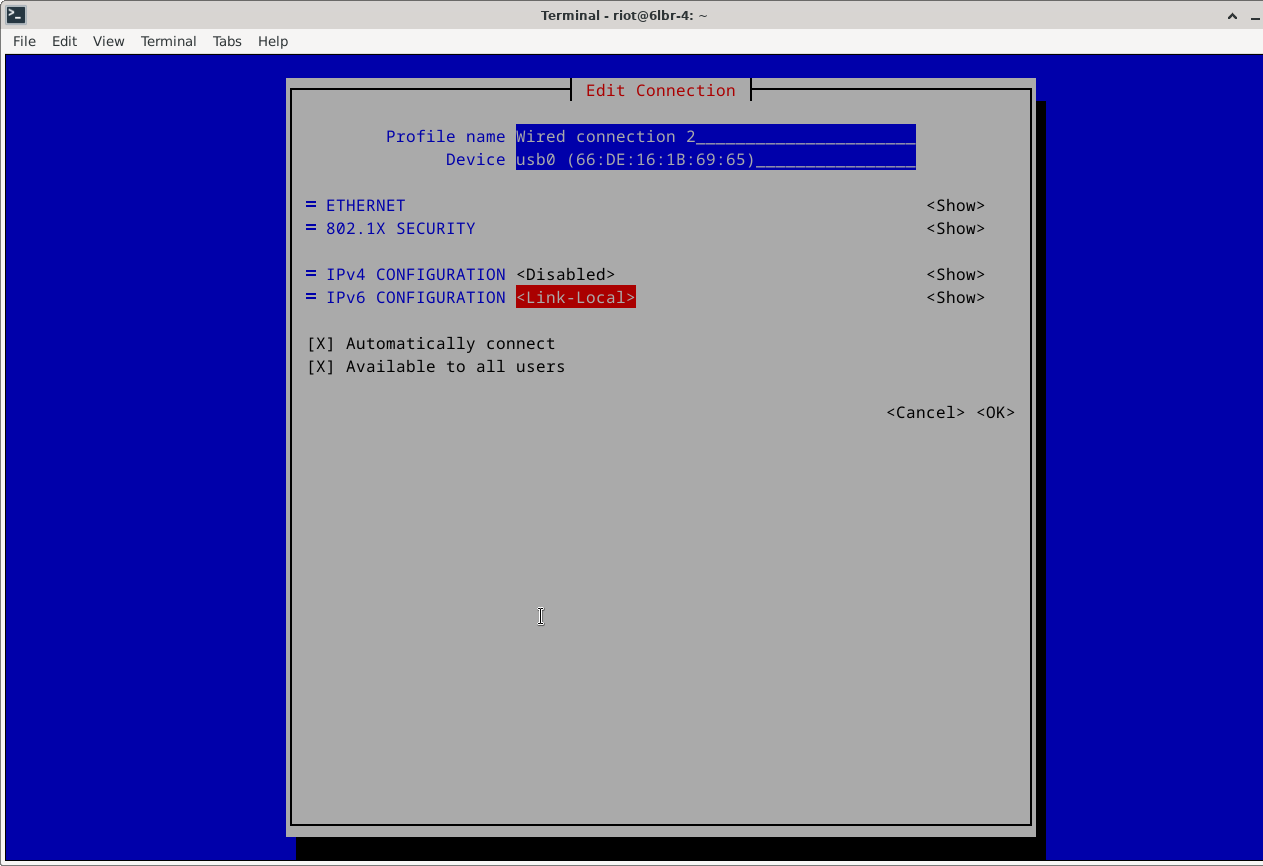 Terminal - riot@6lbr-4: ~
File Edit View Terminal Tabs Help
Edit Connection
Profile name Wired connection 2______________________
Device usb0 (66:DE:16:1B:69:65)________________
= ETHERNET <Show>
= 802.1X SECURITY <Show>
= IPv4 CONFIGURATION <Disabled> <Show>
= IPv6 CONFIGURATION <Link-Local> <Show>
[X] Automatically connect
[X] Available to all users
<Cancel> <OK>